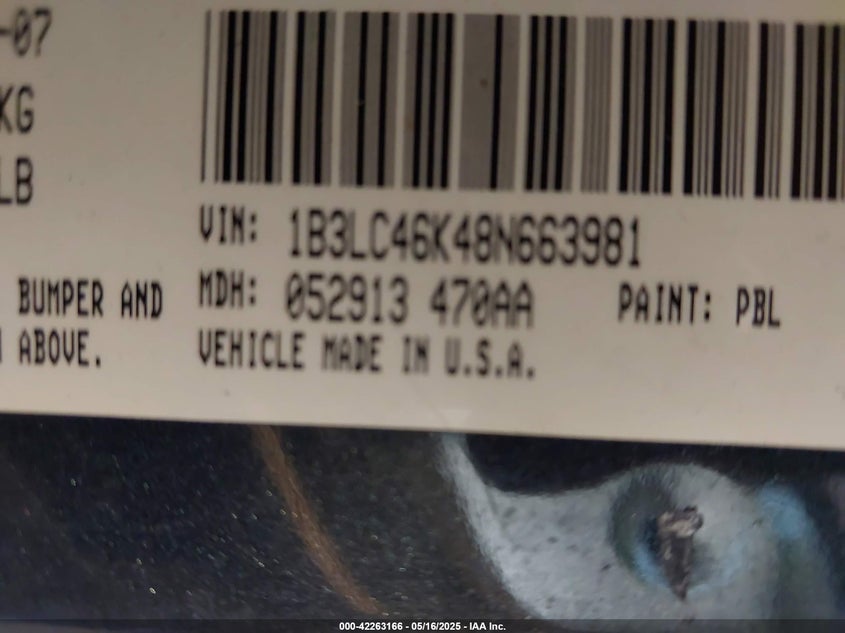 -07
KG
LB
VIN: 1B3LC46K48N663981
BUMPER AND
MDH: 052913 470AA PAINT: PBL
ABOVE.
VEHICLE MADE IN U.S.A.
000-42263166 - 05/16/2025 - IAA Inc.